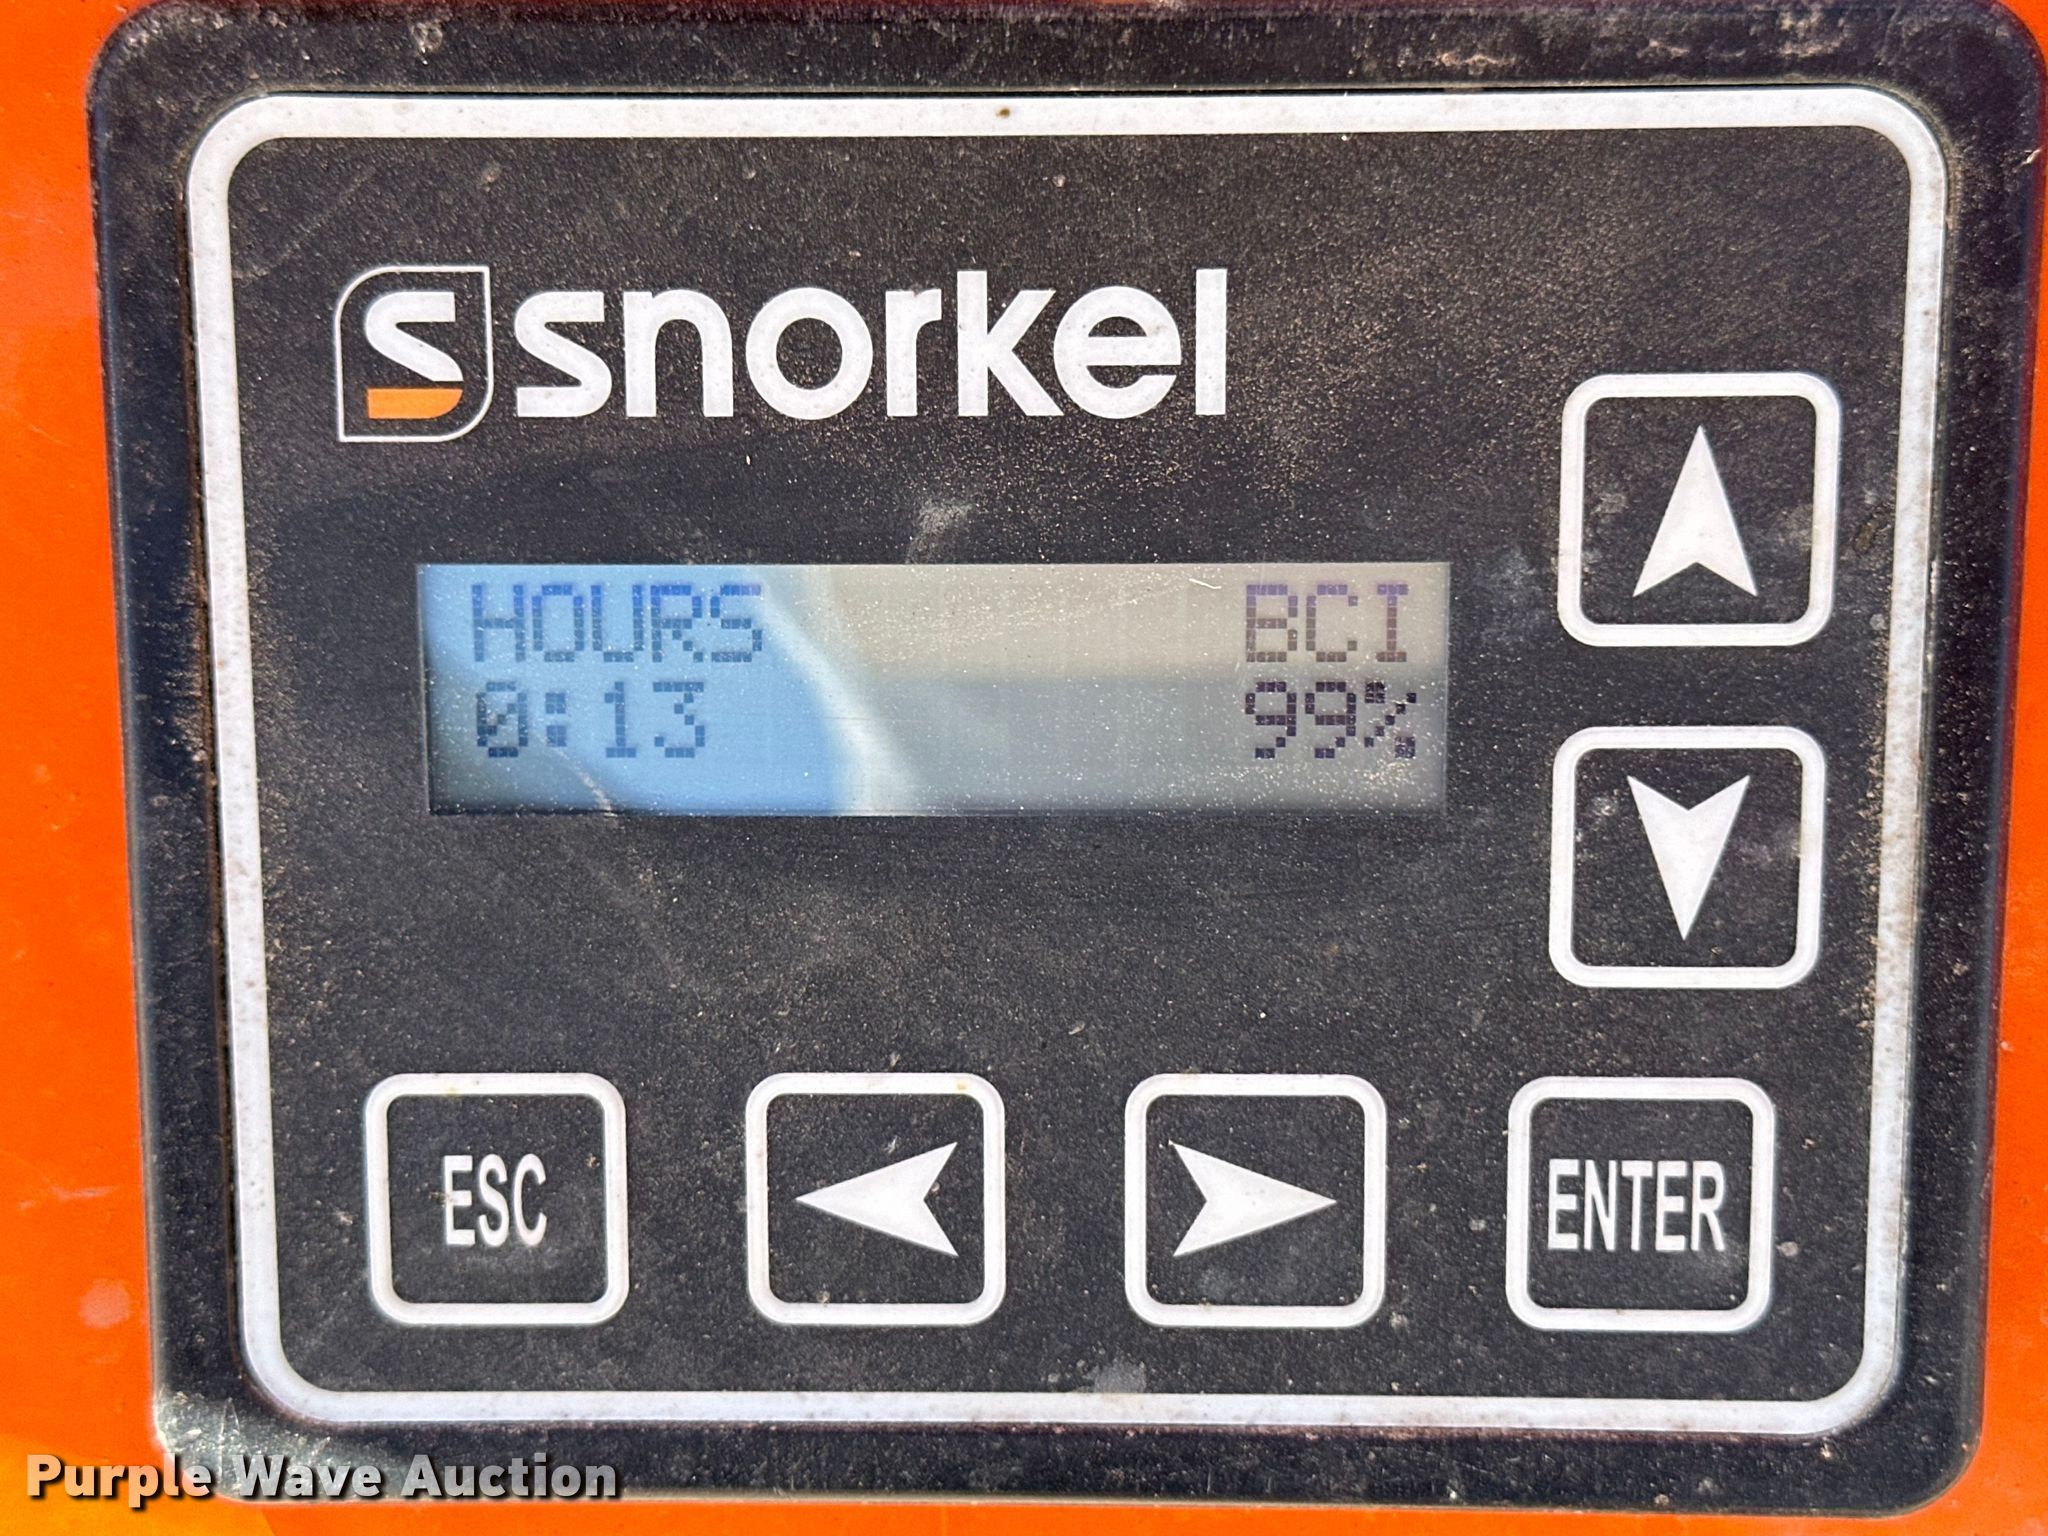 S snorkel
HOURS BCI
0:13 99%
ESC ENTER
Purple Wave Auction